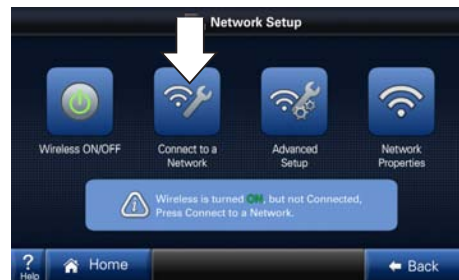 Network Setup
Wireless ON/OFF
Connect to a
Network
Advanced
Setup
Network
Properties
Wireless is turned ON, but not Connected,
Press Connect to a Network.
?
Help
Home
Back